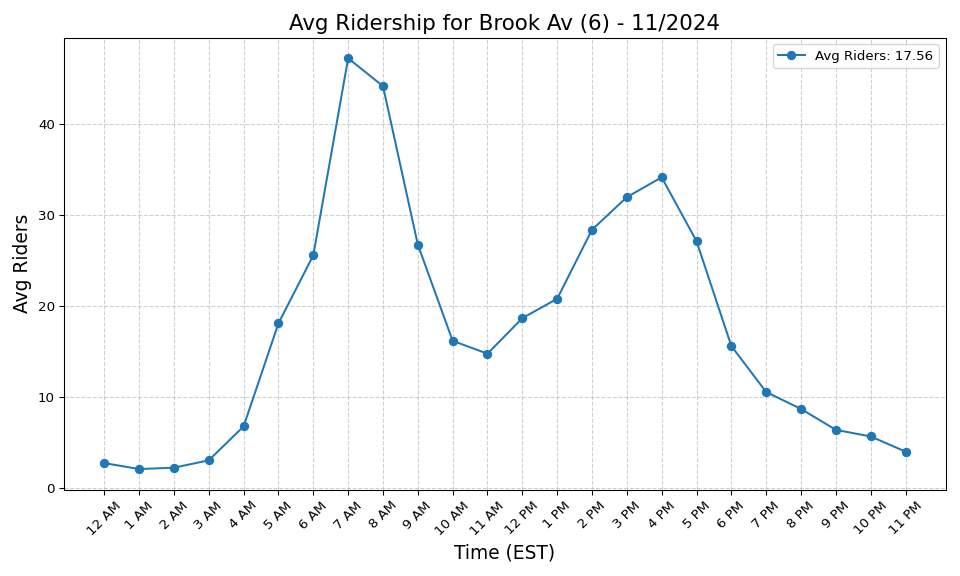 Avg Ridership for Brook Av (6) - 11/2024
Avg Riders: 17.56
Avg Riders
40
30
20
10
0
12 AM
1 AM
2 AM
3 AM
4 AM
5 AM
6 AM
7 AM
8 AM
9 AM
10 AM
11 AM
12 PM
1 PM
2 PM
3 PM
4 PM
5 PM
6 PM
7 PM
8 PM
9 PM
10 PM
11 PM
Time (EST)